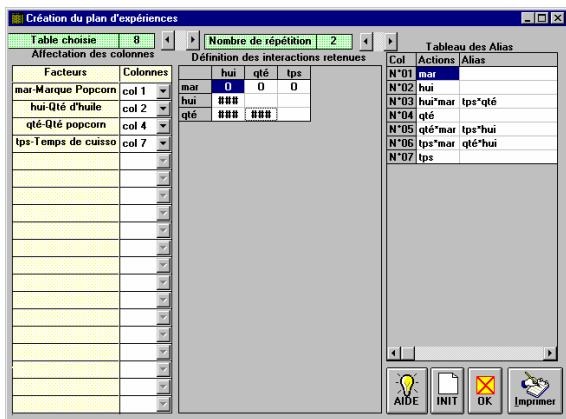 Création du plan d'expériences
Table choisie 8
Nombre de répétition 2
Affectation des colonnes
Facteurs Colonnes
mar-Marque Popcorn col 1
hui-Qté d'huile col 2
qté-Qté popcorn col 4
tps-Temps de cuisso col 7
Définition des interactions retenues
hui qté tps
mar O O O
hui ###
qté ### ###
Tableau des Alias
Col Actions Alias
N°01 mar
N°02 hui
N°03 hui*mar tps*qté
N°04 qté
N°05 qté*mar tps*hui
N°06 tps*mar qté*hui
N°07 tps
AIDE INIT OK Imprimer